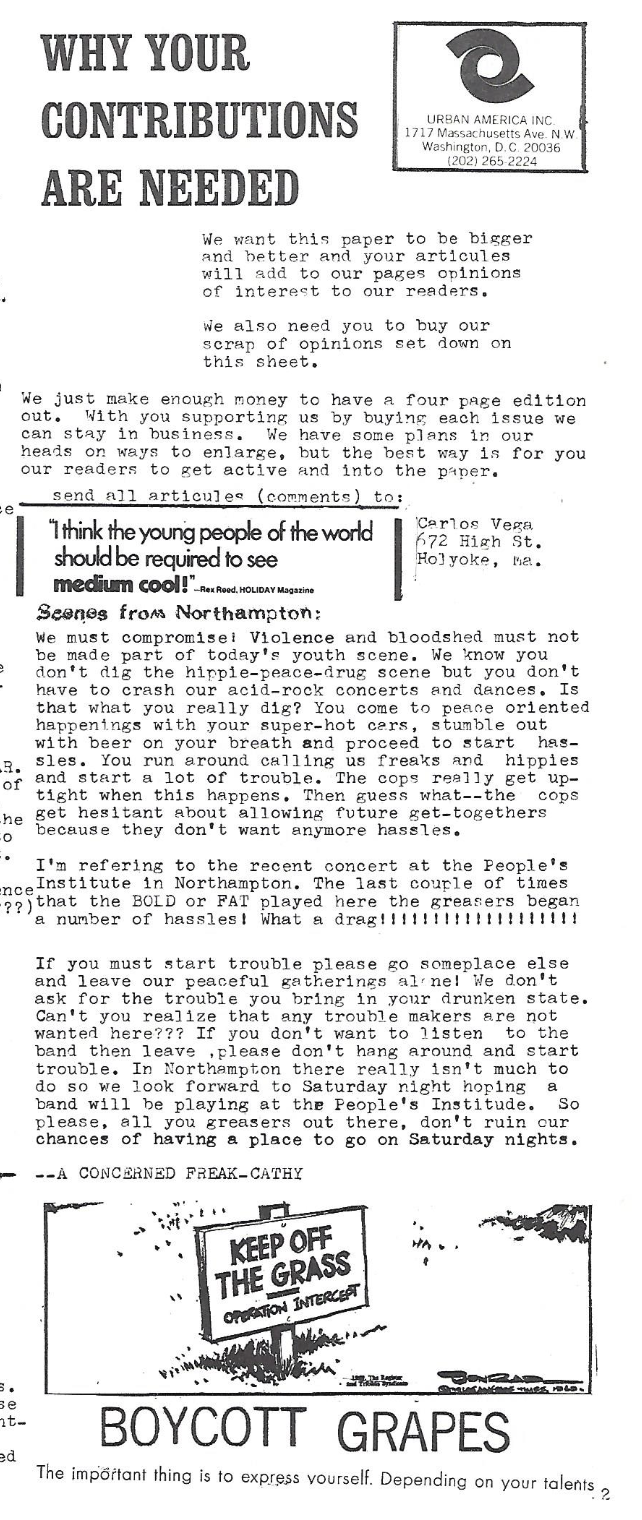 WHY YOUR
CONTRIBUTIONS
ARE NEEDED
URBAN AMERICA INC.
1717 Massachusetts Ave. N.W.
Washington, D.C. 20036
(202) 265-2224
We want this paper to be bigger
and better and your articules
will add to our pages opinions
of interest to our readers.
We also need you to buy our
scrap of opinions set down on
this sheet.
We just make enough money to have a four page edition
out.  With you supporting us by buying each issue we
can stay in business.  We have some plans in our
heads on ways to enlarge, but the best way is for you
our readers to get active and into the paper.
send all articules (comments) to:
"I think the young people of the world
should be required to see
medium cool!" —Rex Reed, HOLIDAY Magazine
Carlos Vega
672 High St.
Holyoke, ma.
Scenes from Northampton:
We must compromise! Violence and bloodshed must not
be made part of today's youth scene. We know you
don't dig the hippie-peace-drug scene but you don't
have to crash our acid-rock concerts and dances. Is
that what you really dig? You come to peace oriented
happenings with your super-hot cars, stumble out
with beer on your breath and proceed to start  has-
sles. You run around calling us freaks and  hippies
and start a lot of trouble. The cops really get up-
tight when this happens. Then guess what--the  cops
get hesitant about allowing future get-togethers
because they don't want anymore hassles.
I'm refering to the recent concert at the People's
Institute in Northampton. The last couple of times
that the BOLD or FAT played here the greasers began
a number of hassles! What a drag!!!!!!!!!!!!!!!!!!!
If you must start trouble please go someplace else
and leave our peaceful gatherings alone! We don't
ask for the trouble you bring in your drunken state.
Can't you realize that any trouble makers are not
wanted here??? If you don't want to listen  to the
band then leave ,please don't hang around and start
trouble. In Northampton there really isn't much to
do so we look forward to Saturday night hoping  a
band will be playing at the People's Institude.  So
please, all you greasers out there, don't ruin our
chances of having a place to go on Saturday nights.
--A CONCERNED FREAK-CATHY
KEEP OFF
THE GRASS
OPERATION INTERCEPT
BOYCOTT GRAPES
The important thing is to express yourself. Depending on your talents
2